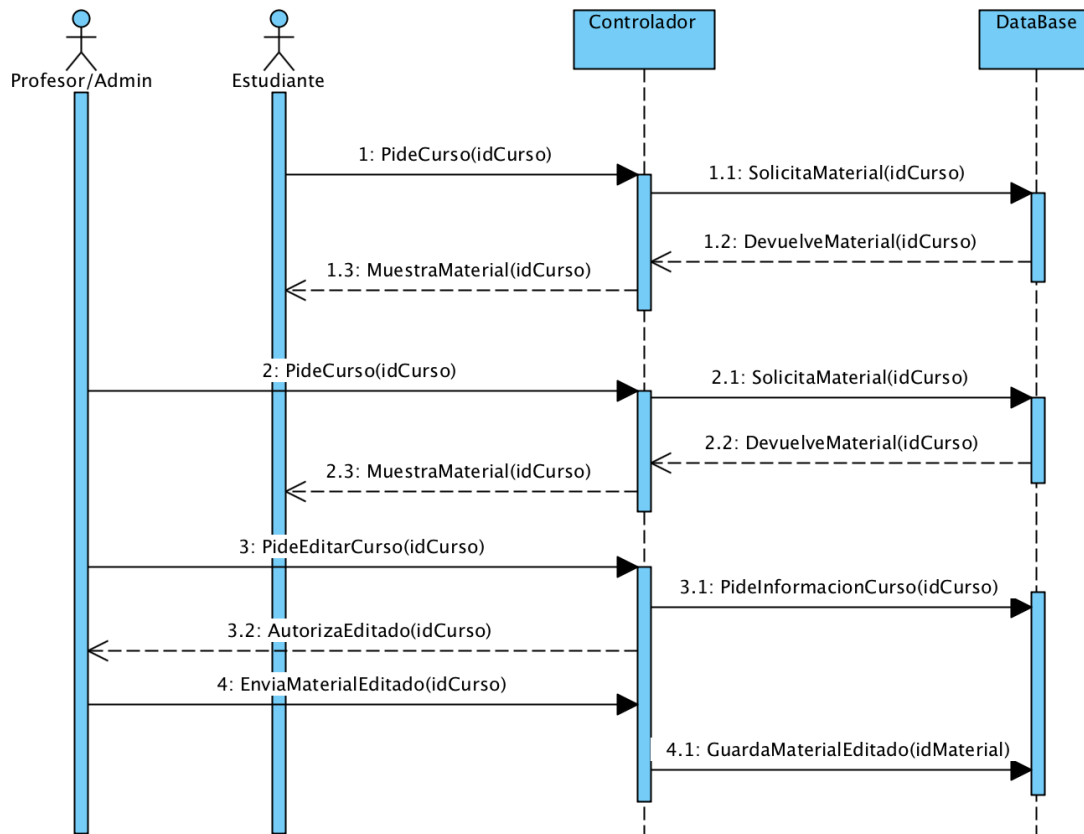 Controlador
DataBase
Profesor/Admin
Estudiante
1: PideCurso(idCurso)
1.1: SolicitaMaterial(idCurso)
1.2: DevuelveMaterial(idCurso)
1.3: MuestraMaterial(idCurso)
2: PideCurso(idCurso)
2.1: SolicitaMaterial(idCurso)
2.2: DevuelveMaterial(idCurso)
2.3: MuestraMaterial(idCurso)
3: PideEditarCurso(idCurso)
3.1: PideInformacionCurso(idCurso)
3.2: AutorizaEditado(idCurso)
4: EnviaMaterialEditado(idCurso)
4.1: GuardaMaterialEditado(idMaterial)